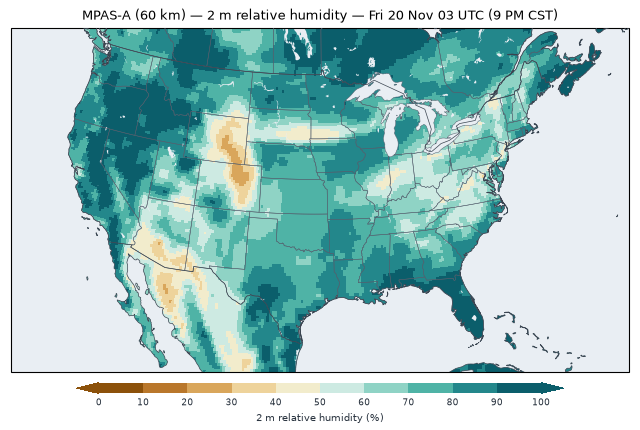 MPAS-A (60 km) — 2 m relative humidity — Fri 20 Nov 03 UTC (9 PM CST)
0 10 20 30 40 50 60 70 80 90 100
2 m relative humidity (%)